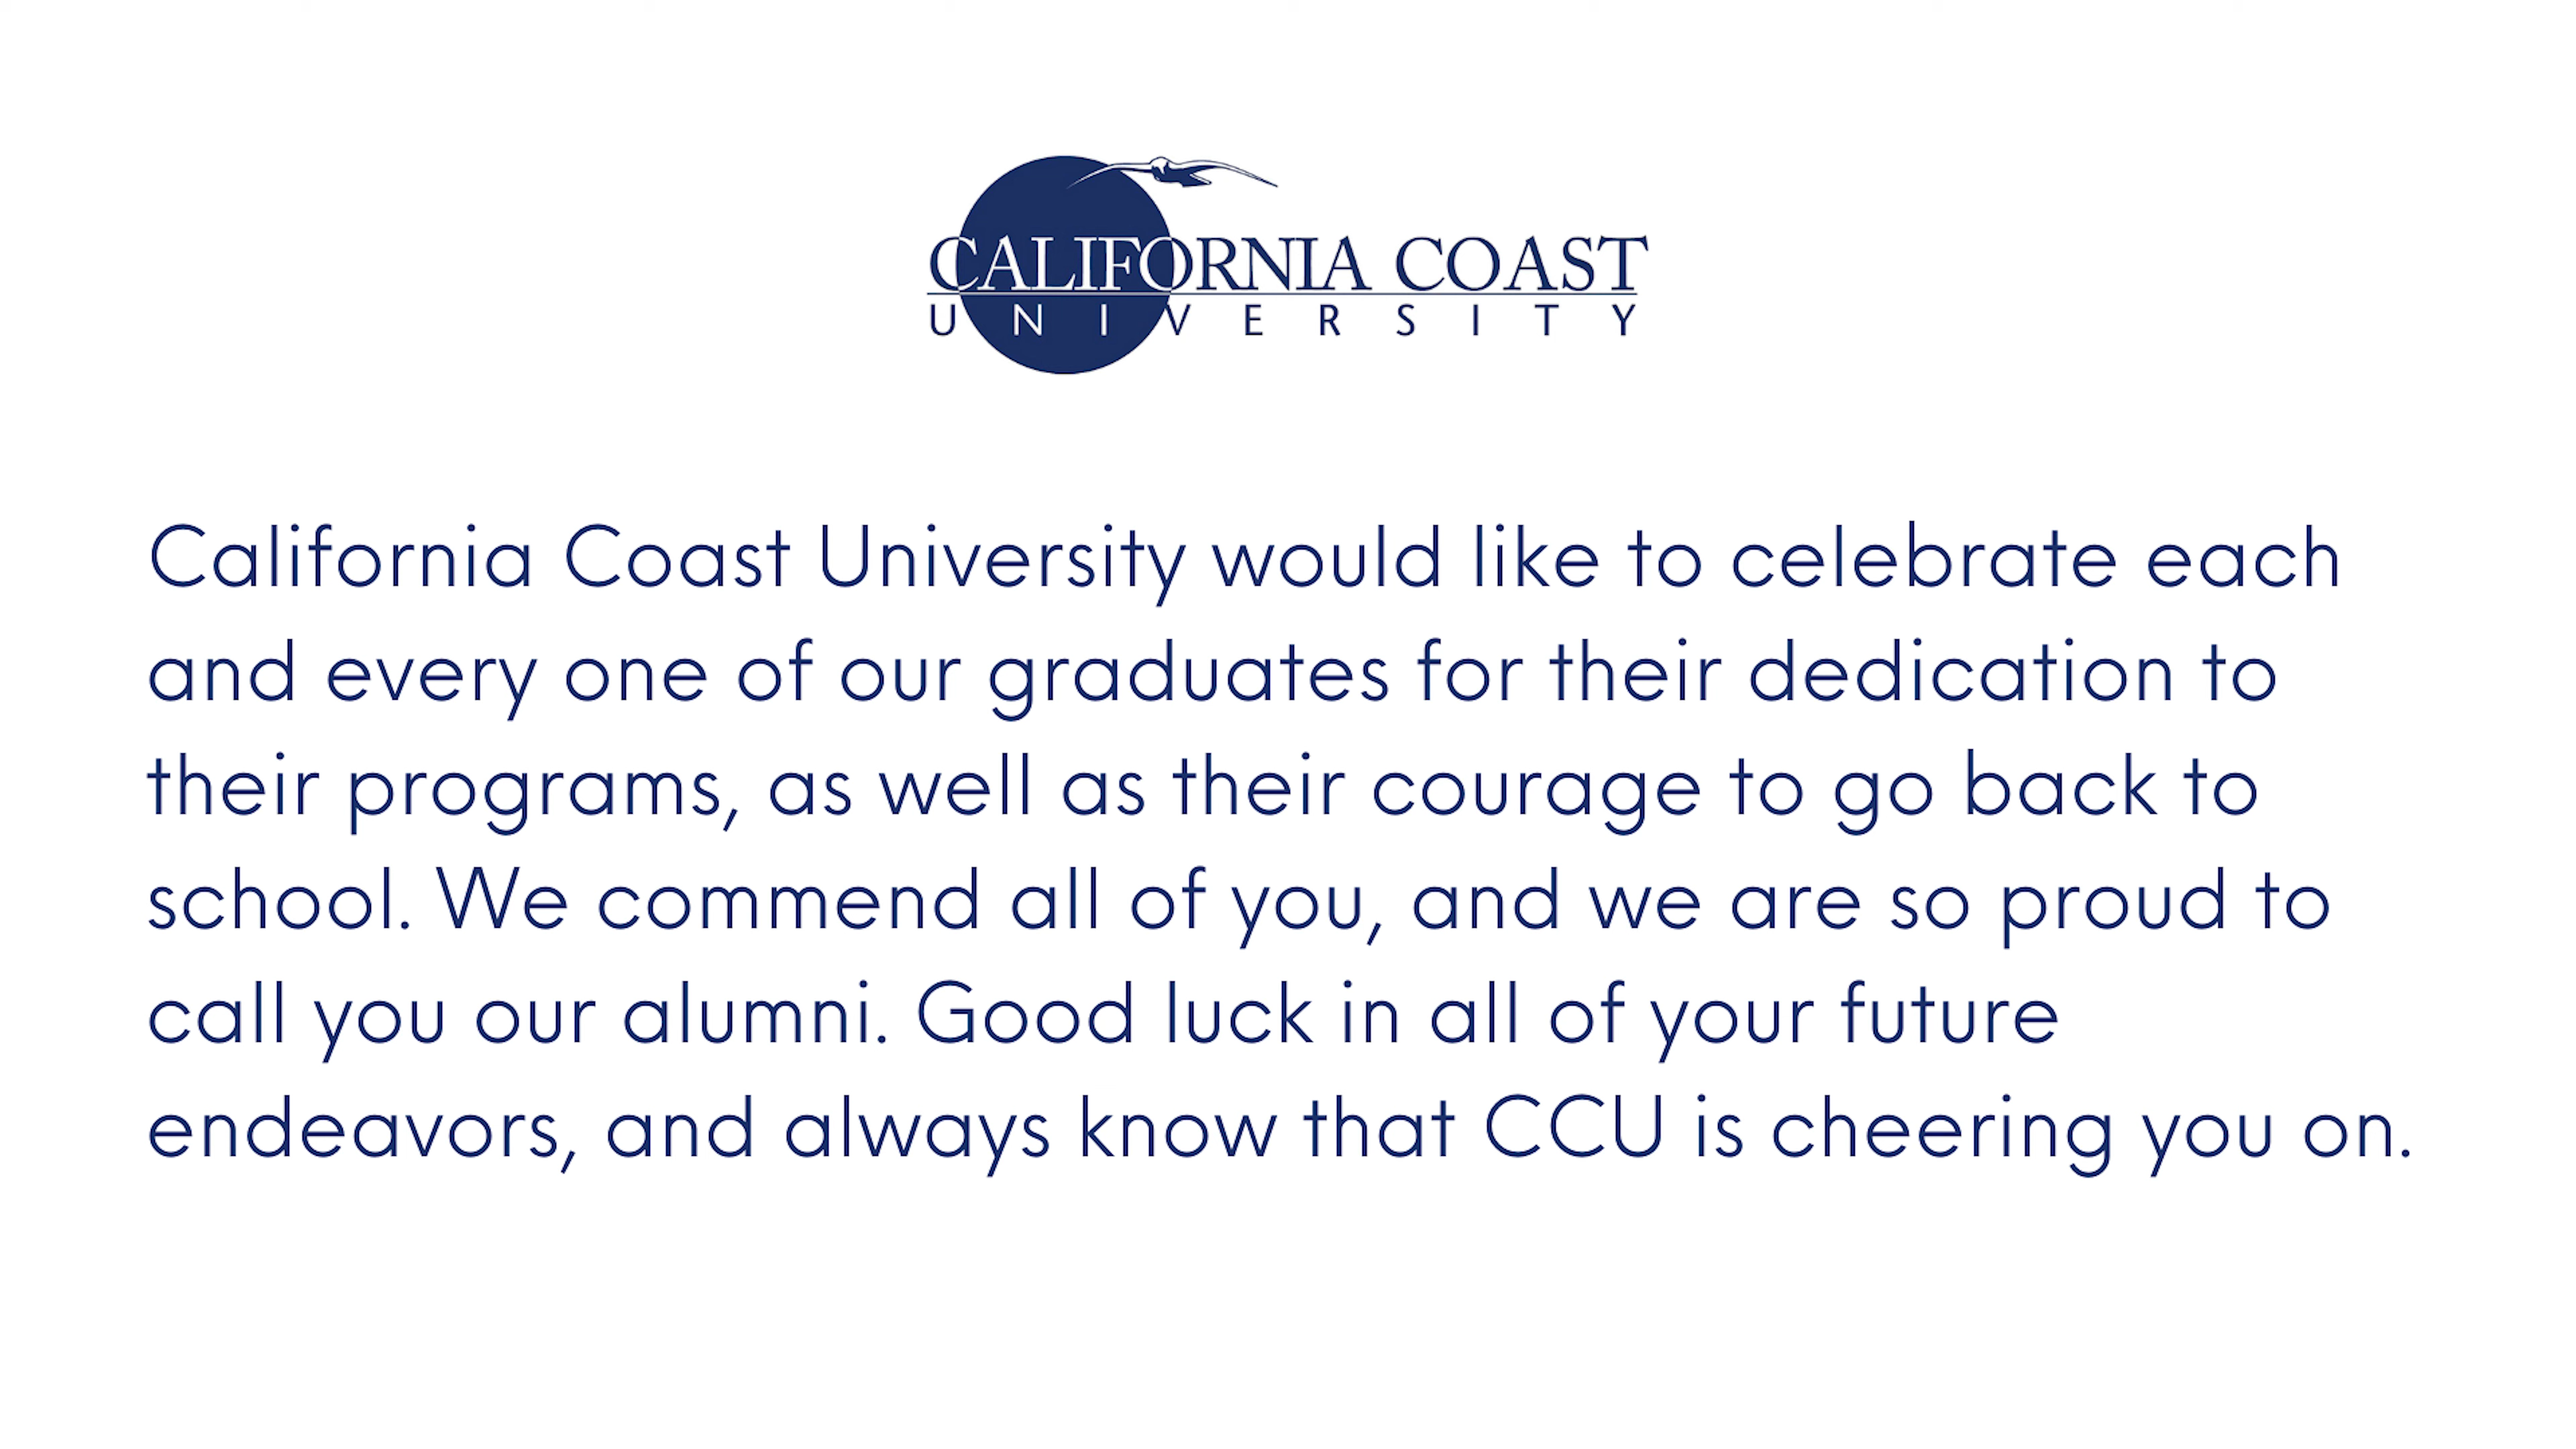 CALIFORNIA COAST
UNIVERSITY
California Coast University would like to celebrate each
and every one of our graduates for their dedication to
their programs, as well as their courage to go back to
school. We commend all of you, and we are so proud to
call you our alumni. Good luck in all of your future
endeavors, and always know that CCU is cheering you on.